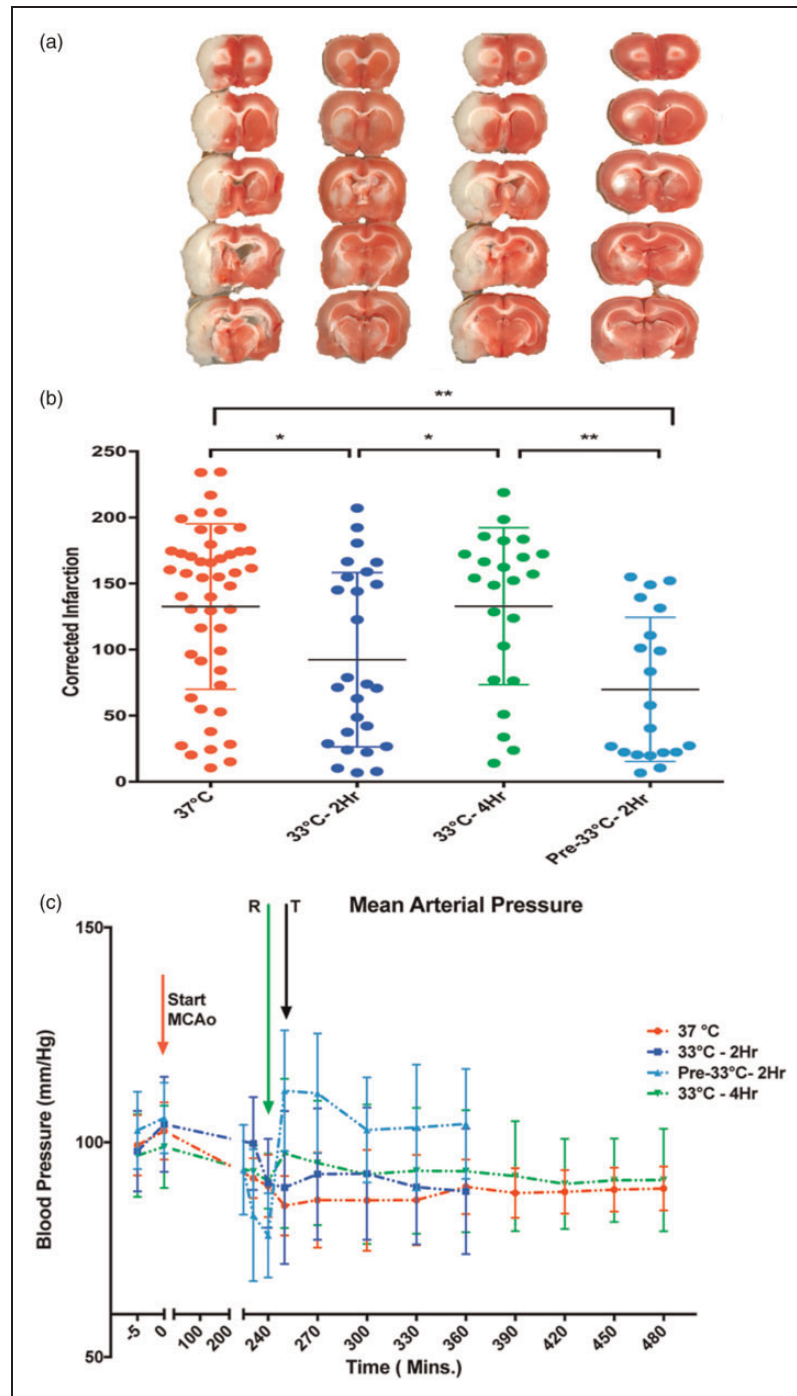 (a)
(b)
**
*
*
**
250
200
150
100
50
0
Corrected Infarction
37°C
33°C- 2Hr
33°C- 4Hr
Pre-33°C- 2Hr
(c)
R
T
Mean Arterial Pressure
150
100
50
Start
MCAo
37 °C
33°C - 2Hr
Pre-33°C- 2Hr
33°C - 4Hr
Blood Pressure (mm/Hg)
-5
0
100
200
240
270
300
330
360
390
420
450
480
Time ( Mins.)